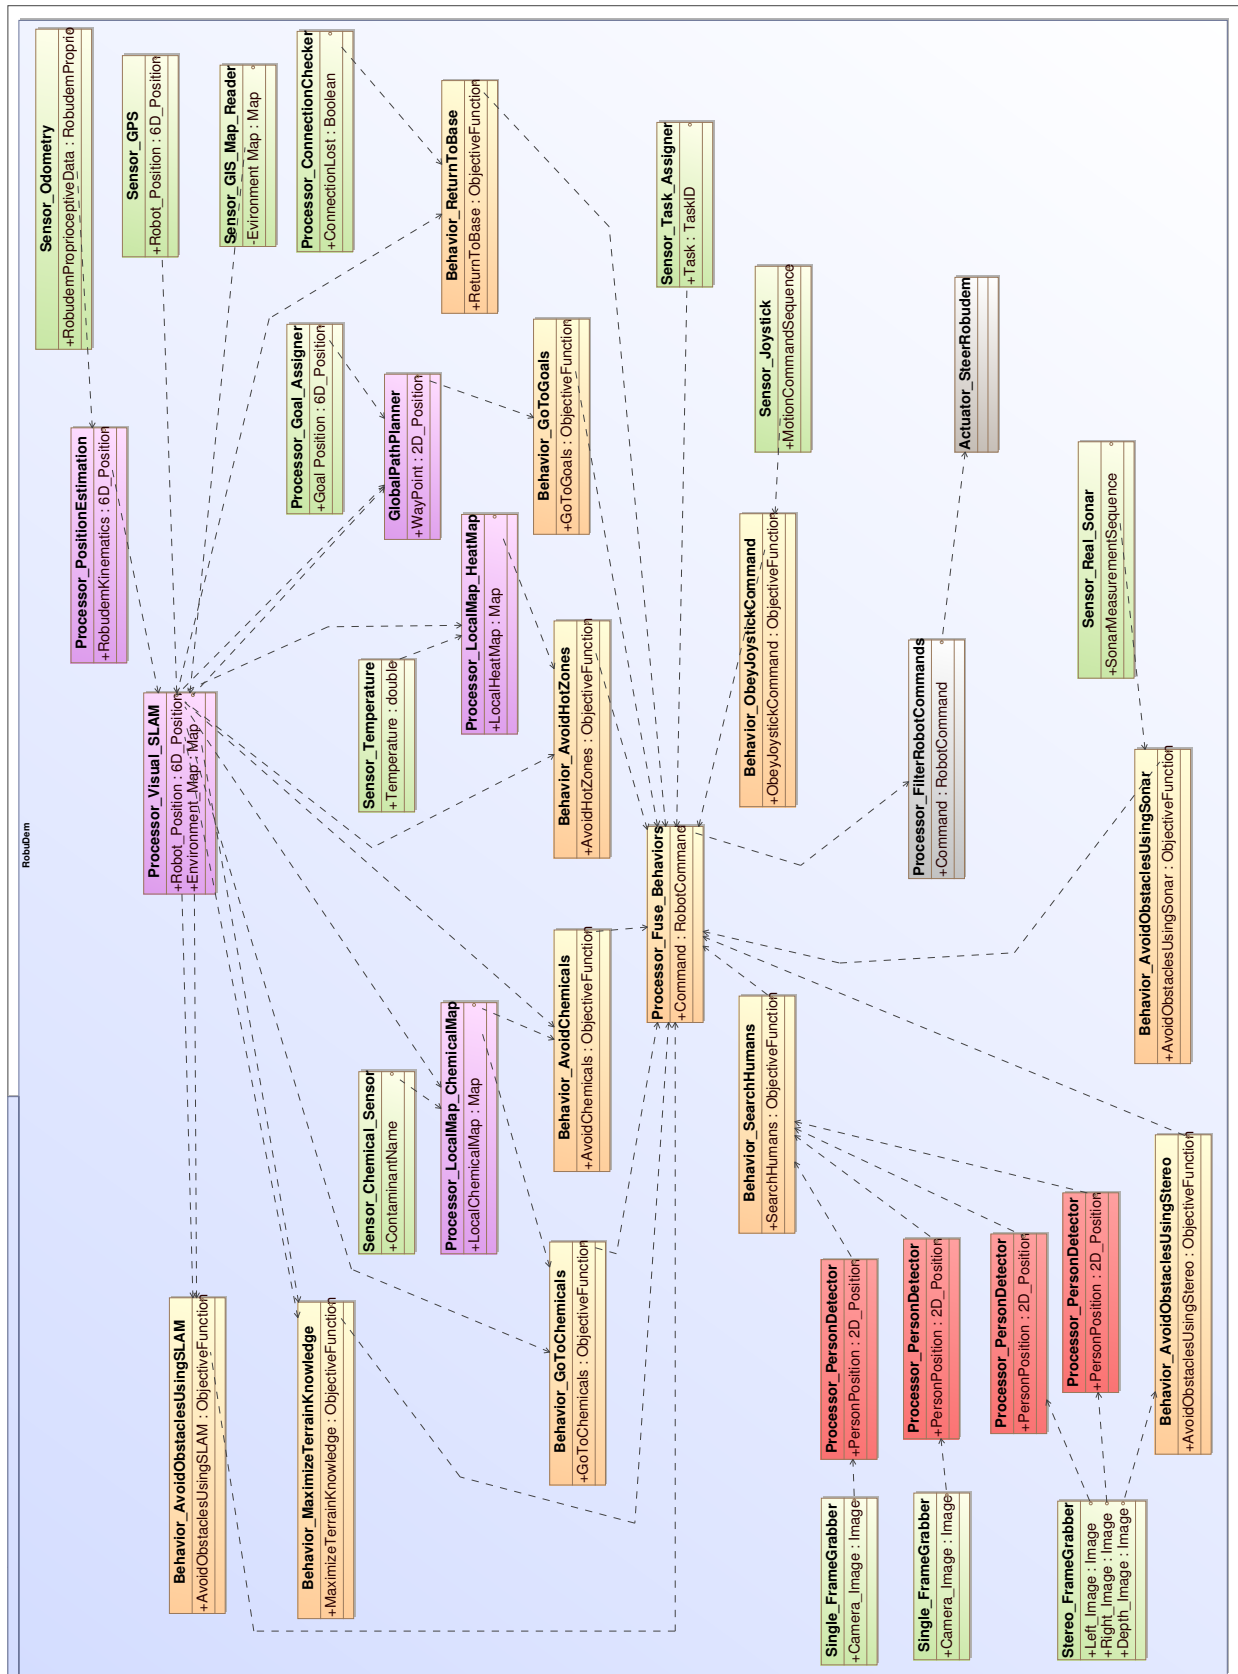 RobuDem
Sensor_Odometry
+RobudemProprioceptiveData : RobudemProprio
Sensor_GPS
+Robot_Position : 6D_Position
Sensor_GIS_Map_Reader
-Evironment Map : Map
Processor_ConnectionChecker
+ConnectionLost : Boolean
Behavior_ReturnToBase
+ReturnToBase : ObjectiveFunction
Sensor_Task_Assigner
+Task : TaskID
Processor_PositionEstimation
+RobudemKinematics : 6D_Position
Processor_Goal_Assigner
+Goal Position : 6D_Position
GlobalPathPlanner
+WayPoint : 2D_Position
Behavior_GoToGoals
+GoToGoals : ObjectiveFunction
Sensor_Joystick
+MotionCommandSequence
Actuator_SteerRobudem
Processor_Visual_SLAM
+Robot_Position : 6D_Position
+Environment_Map : Map
Sensor_Temperature
+Temperature : double
Processor_LocalMap_HeatMap
+LocalHeatMap : Map
Behavior_AvoidHotZones
+AvoidHotZones : ObjectiveFunction
Behavior_ObeyJoystickCommand
+ObeyJoystickCommand : ObjectiveFunction
Processor_FilterRobotCommands
+Command : RobotCommand
Sensor_Real_Sonar
+SonarMeasurementSequence
Behavior_AvoidObstaclesUsingSonar
+AvoidObstaclesUsingSonar : ObjectiveFunction
Processor_Fuse_Behaviors
+Command : RobotCommand
Sensor_Chemical_Sensor
+ContaminantName
Processor_LocalMap_ChemicalMap
+LocalChemicalMap : Map
Behavior_AvoidChemicals
+AvoidChemicals : ObjectiveFunction
Behavior_SearchHumans
+SearchHumans : ObjectiveFunction
Behavior_AvoidObstaclesUsingSLAM
+AvoidObstaclesUsingSLAM : ObjectiveFunction
Behavior_MaximizeTerrainKnowledge
+MaximizeTerrainKnowledge : ObjectiveFunction
Behavior_GoToChemicals
+GoToChemicals : ObjectiveFunction
Processor_PersonDetector
+PersonPosition : 2D_Position
Processor_PersonDetector
+PersonPosition : 2D_Position
Processor_PersonDetector
+PersonPosition : 2D_Position
Processor_PersonDetector
+PersonPosition : 2D_Position
Behavior_AvoidObstaclesUsingStereo
+AvoidObstaclesUsingStereo : ObjectiveFunction
Single_FrameGrabber
+Camera_Image : Image
Single_FrameGrabber
+Camera_Image : Image
Stereo_FrameGrabber
+Left_Image : Image
+Right_Image : Image
+Depth_Image : Image